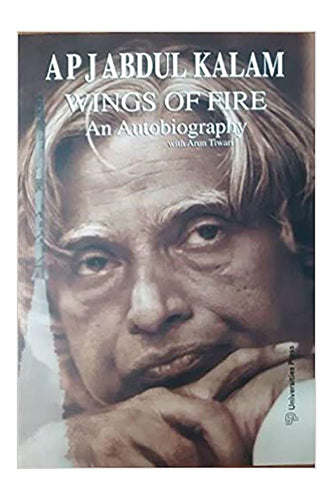 A P J ABDUL KALAM
WINGS OF FIRE
An Autobiography
with Arun Tiwari
Universities Press